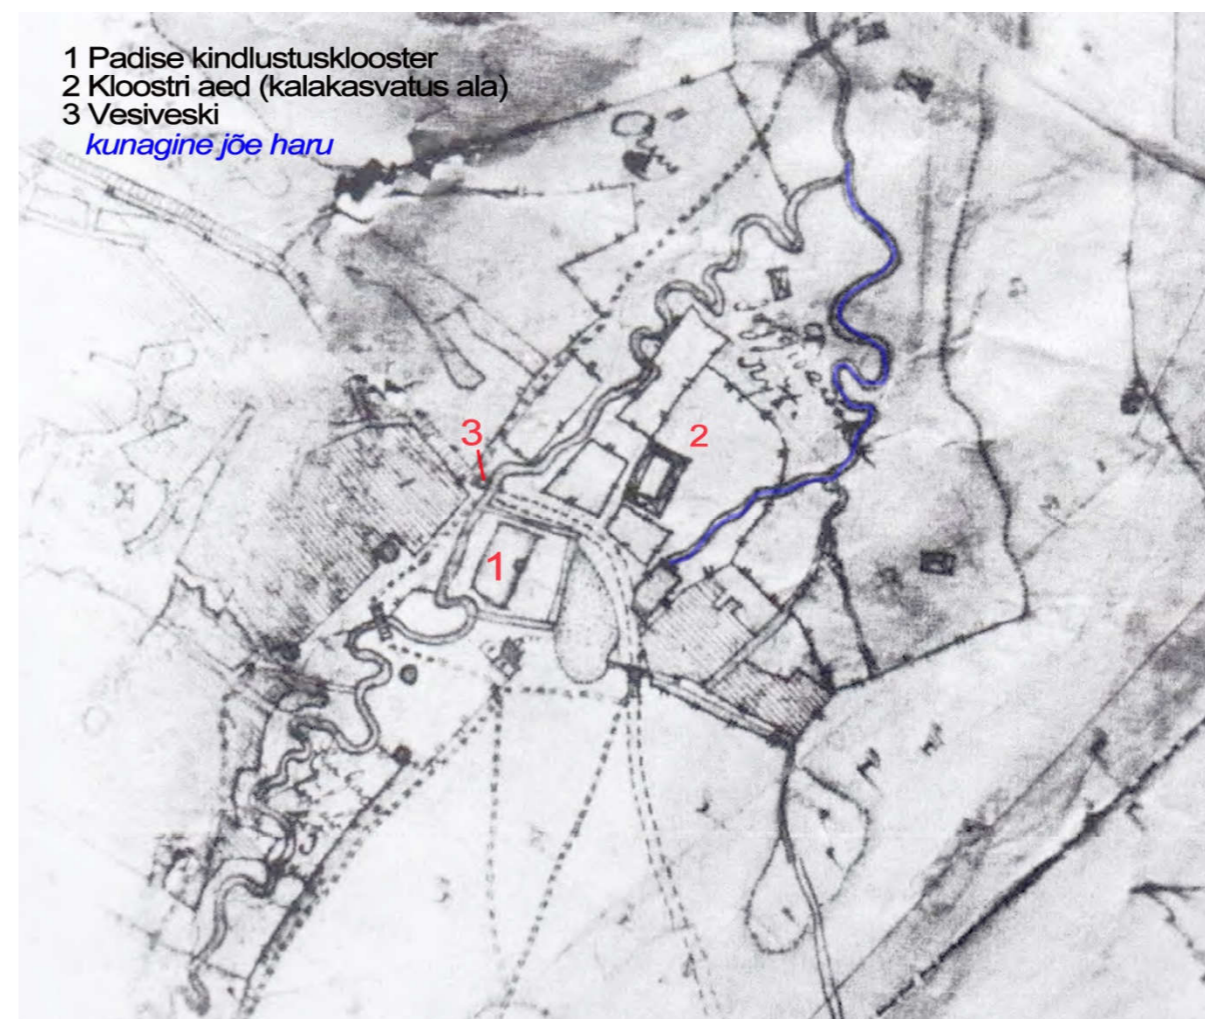 1 Padise kindlustusklooster
2 Kloostri aed (kalakasvatus ala)
3 Vesiveski
kunagine jõe haru
3
2
1